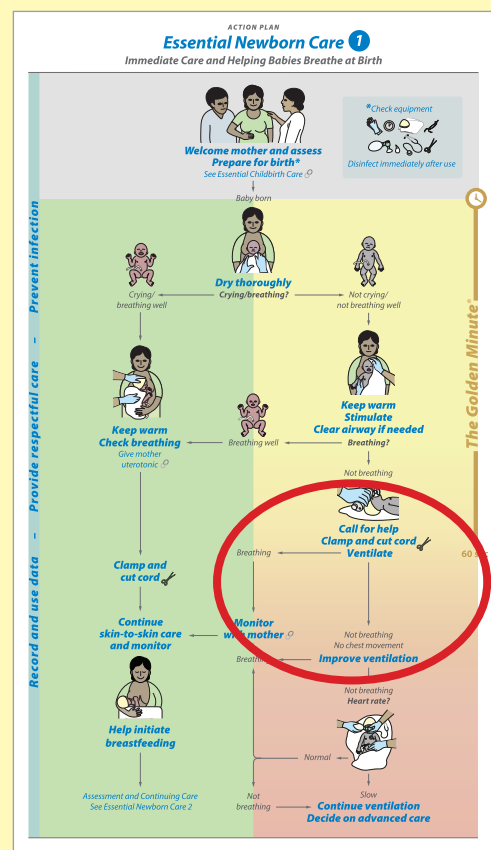 ACTION PLAN
Essential Newborn Care 1
Immediate Care and Helping Babies Breathe at Birth
*Check equipment
Disinfect immediately after use
Welcome mother and assess
Prepare for birth*
See Essential Childbirth Care
Baby born
Dry thoroughly
Crying/breathing?
Crying/
breathing well
Not crying/
not breathing well
Keep warm
Check breathing
Give mother
uterotonic
Breathing well
Keep warm
Stimulate
Clear airway if needed
Breathing?
Not breathing
Call for help
Clamp and cut cord
Ventilate
Breathing
Clamp and
cut cord
Continue
skin-to-skin care
and monitor
Monitor
with mother
Not breathing
No chest movement
Improve ventilation
Breathing
Not breathing
Heart rate?
Help initiate
breastfeeding
Normal
Assessment and Continuing Care
See Essential Newborn Care 2
Not
breathing
Slow
Continue ventilation
Decide on advanced care
Record and use data – Provide respectful care – Prevent infection
The Golden Minute®
60